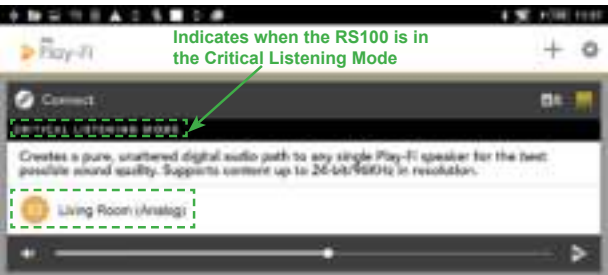 Indicates when the RS100 is in
the Critical Listening Mode
Play-Fi
Connect
CRITICAL LISTENING MODE
Creates a pure, unaltered digital audio path to any single Play-Fi speaker for the best
possible sound quality. Supports content up to 24-bit/96KHz in resolution.
Living Room (Analog)